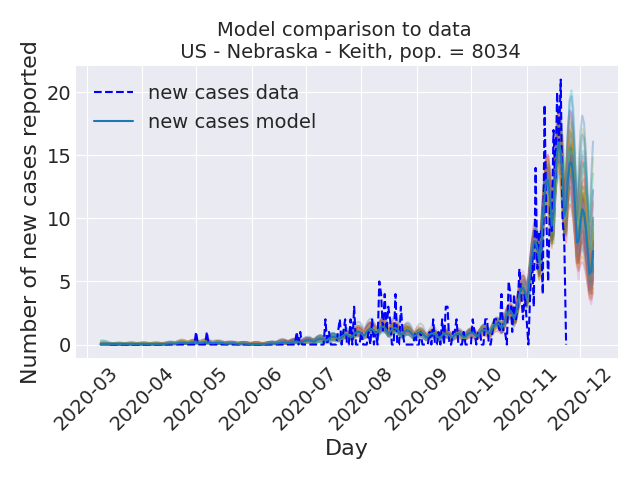 Model comparison to data
US - Nebraska - Keith, pop. = 8034
Number of new cases reported
20
15
10
5
0
new cases data
new cases model
2020-03
2020-04
2020-05
2020-06
2020-07
2020-08
2020-09
2020-10
2020-11
2020-12
Day